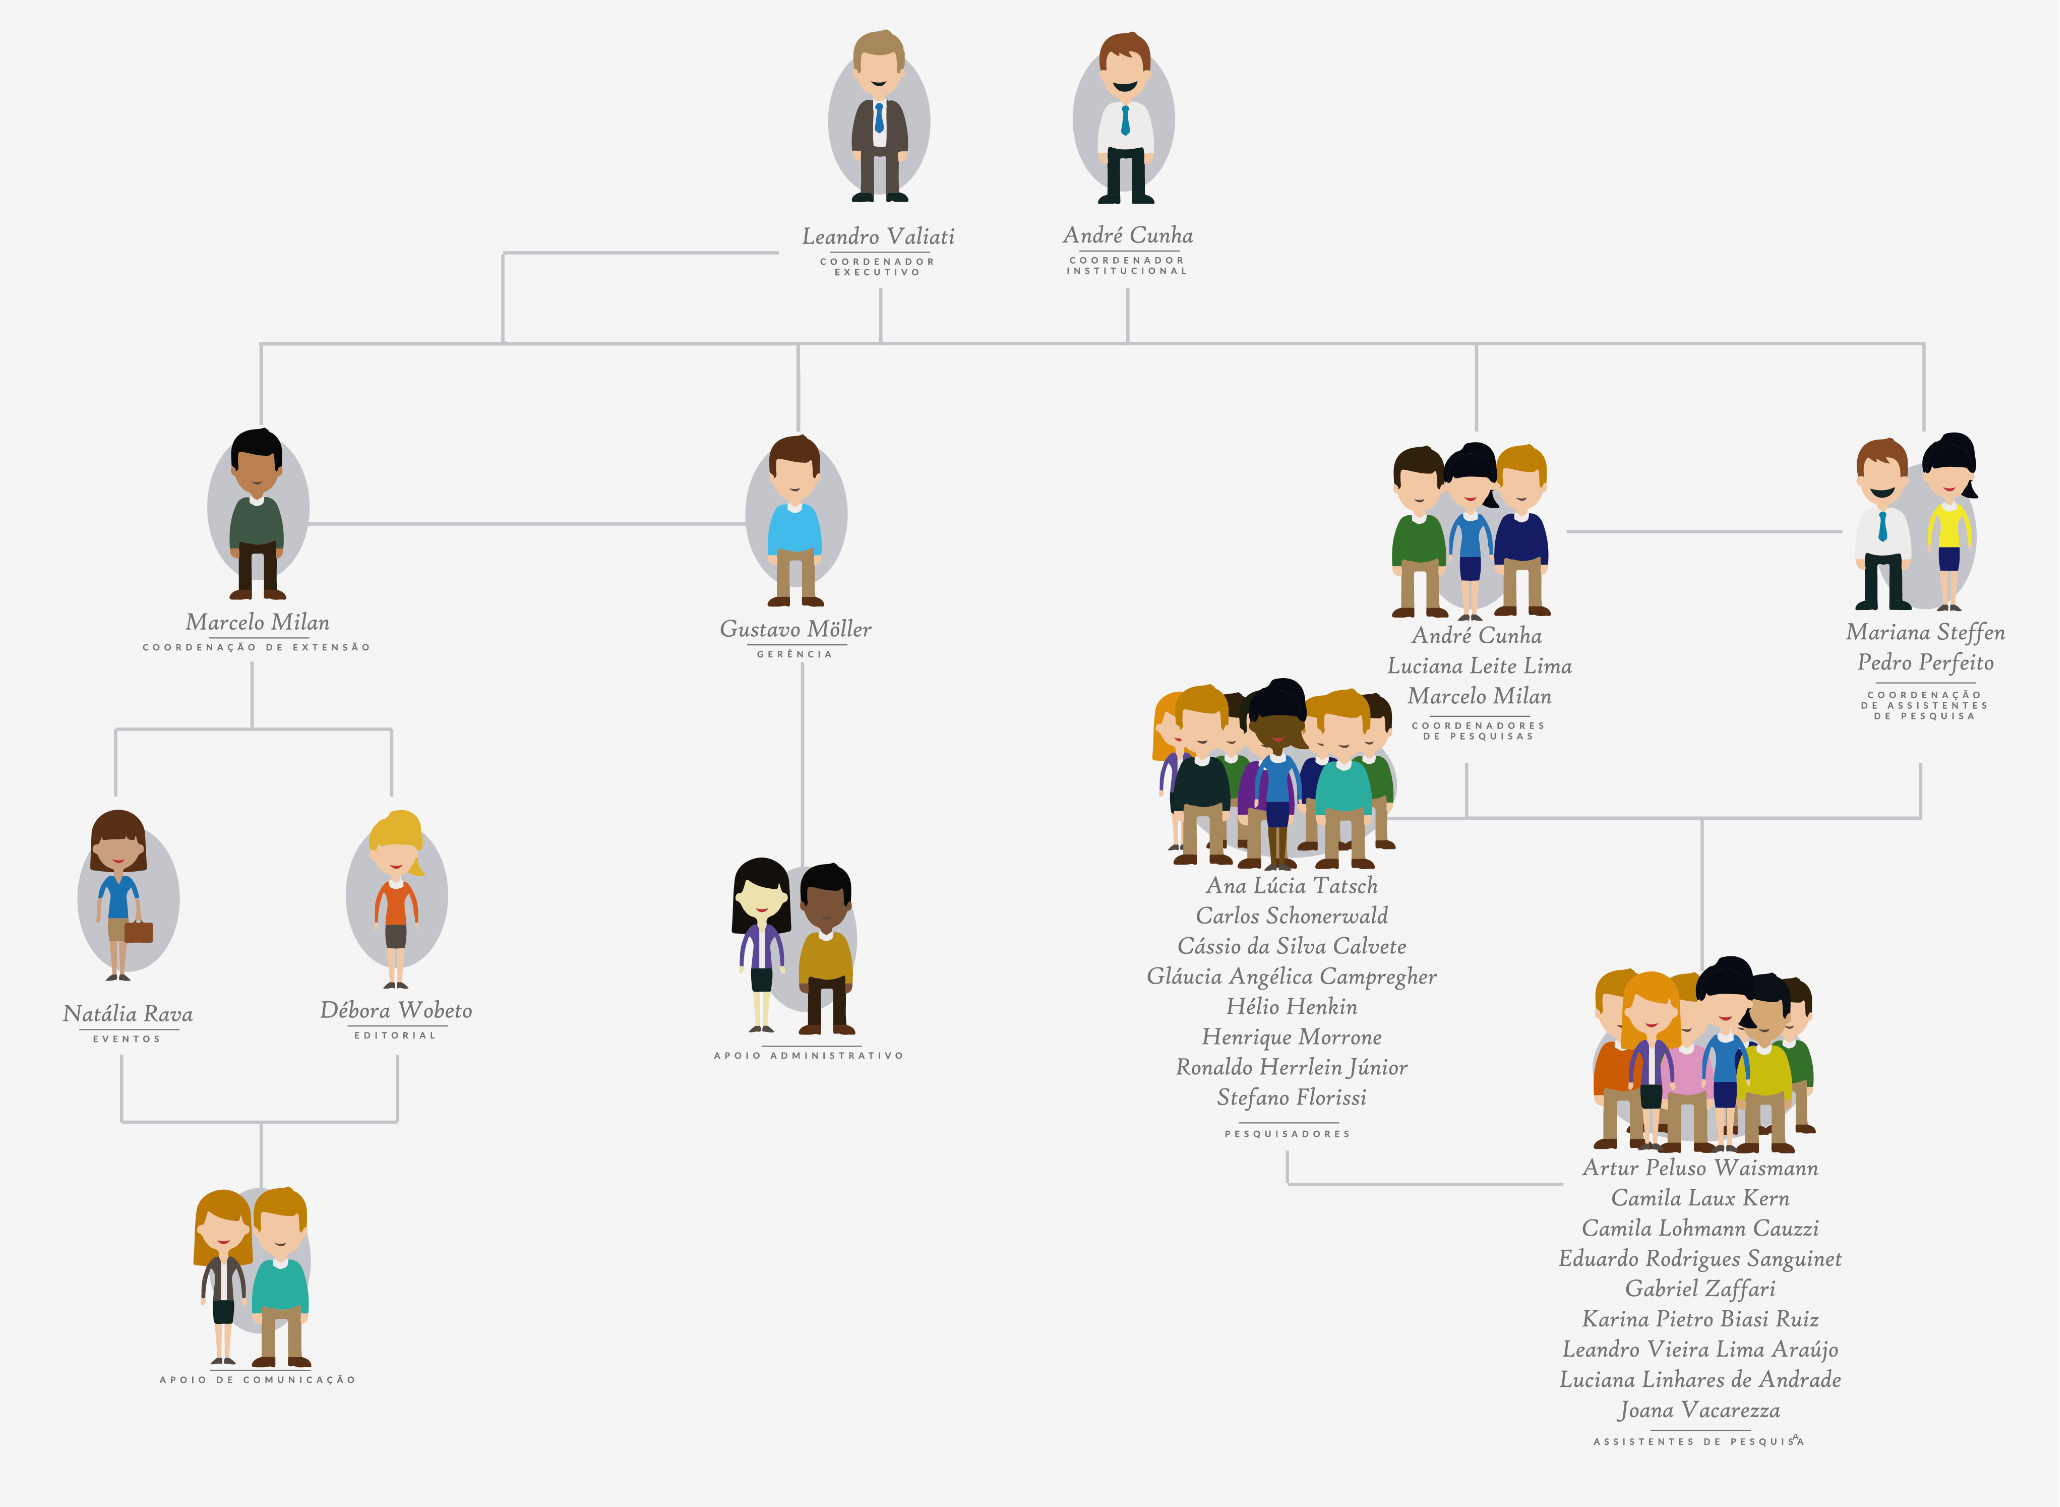 Leandro Valiati
COORDENADOR
EXECUTIVO
André Cunha
COORDENADOR
INSTITUCIONAL
Marcelo Milan
COORDENAÇÃO DE EXTENSÃO
Gustavo Möller
GERÊNCIA
André Cunha
Luciana Leite Lima
Marcelo Milan
COORDENADORES
DE PESQUISAS
Mariana Steffen
Pedro Perfeito
COORDENAÇÃO
DE ASSISTENTES
DE PESQUISA
Natália Rava
EVENTOS
Débora Wobeto
EDITORIAL
APOIO ADMINISTRATIVO
Ana Lúcia Tatsch
Carlos Schonerwald
Cássio da Silva Calvete
Gláucia Angélica Campregher
Hélio Henkin
Henrique Morrone
Ronaldo Herrlein Júnior
Stefano Florissi
PESQUISADORES
Artur Peluso Waismann
Camila Laux Kern
Camila Lohmann Cauzzi
Eduardo Rodrigues Sanguinet
Gabriel Zaffari
Karina Pietro Biasi Ruiz
Leandro Vieira Lima Araújo
Luciana Linhares de Andrade
Joana Vacarezza
A
ASSISTENTES DE PESQUISA
APOIO DE COMUNICAÇÃO